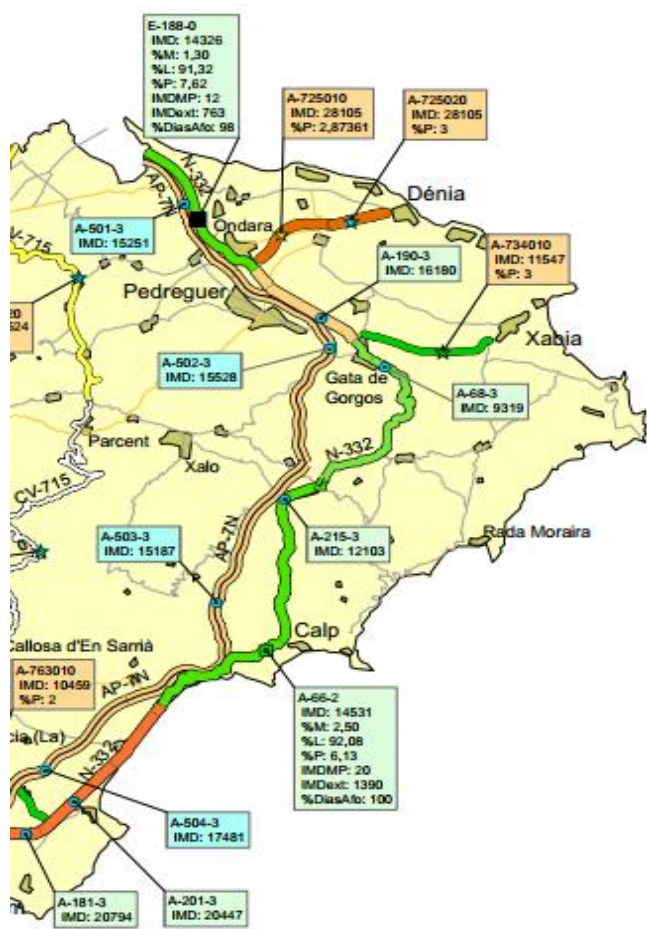 E-188-0
IMD: 14326
%M: 1,30
%L: 91,32
%P: 7,62
IMDMP: 12
IMDext: 763
%DiasAfo: 98
A-725010
IMD: 28105
%P: 2,87361
A-725020
IMD: 28105
%P: 3
N-332
AP-7N
Dénia
A-501-3
IMD: 15251
Ondara
V-715
A-190-3
IMD: 16180
A-734010
IMD: 11547
%P: 3
Pedreguer
20
524
Xabia
A-502-3
IMD: 15528
Gata de
Gorgos
A-68-3
IMD: 9319
Parcent
Xalo
N-332
CV-715
AP-7N
A-503-3
IMD: 15187
A-215-3
IMD: 12103
Rada Moraira
Calp
Callosa d'En Sarrià
A-763010
IMD: 10459
%P: 2
AP-7N
A-66-2
IMD: 14531
%M: 2,50
%L: 92,08
%P: 6,13
IMDMP: 20
IMDext: 1390
%DiasAfo: 100
cia (La)
N-332
A-504-3
IMD: 17481
A-181-3
IMD: 20794
A-201-3
IMD: 20447